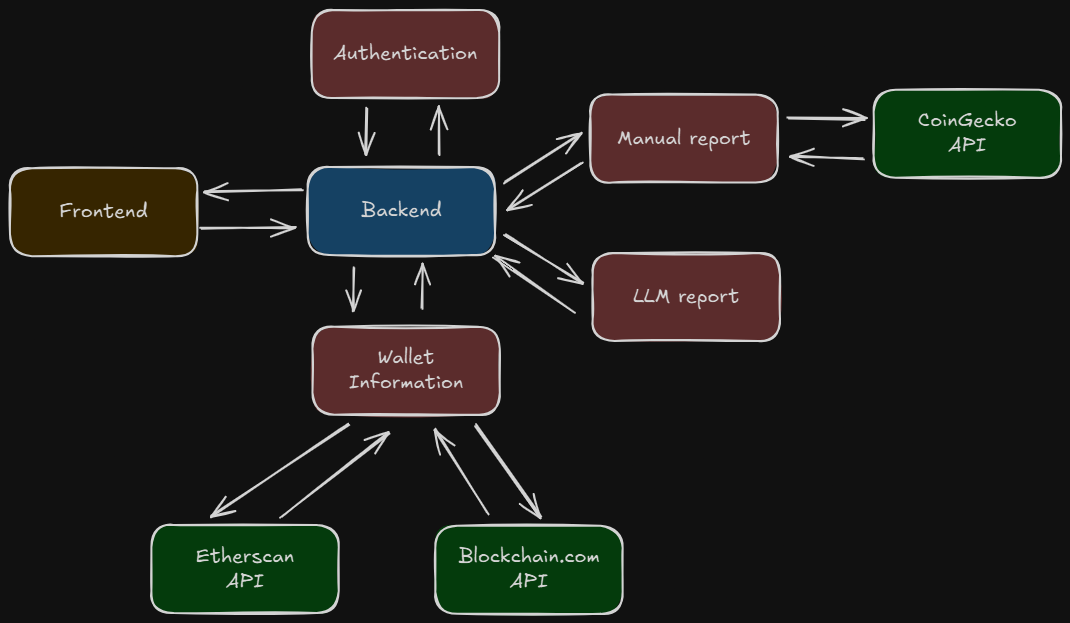 Authentication
Manual report
CoinGecko
API
Frontend
Backend
LLM report
Wallet
Information
Etherscan
API
Blockchain.com
API